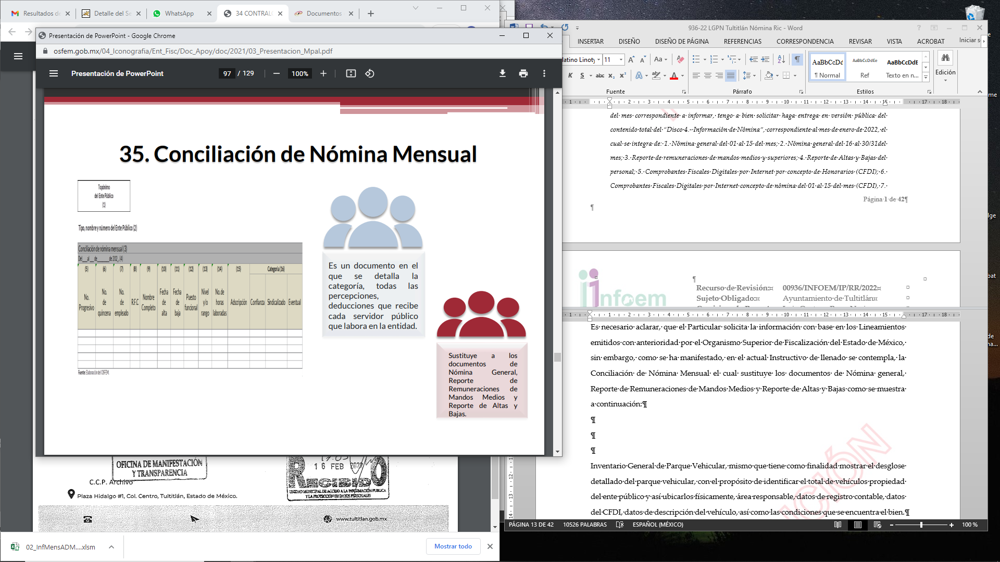 Resultados de
Detalle del Se
WhatsApp
34 CONTRALO
Documentos
Presentación de PowerPoint - Google Chrome
osfem.gob.mx/04_Iconografia/Ent_Fisc/Doc_Apoy/doc/2021/03_Presentacion_Mpal.pdf
Presentación de PowerPoint
97 / 129
100%
35. Conciliación de Nómina Mensual
Topónimo
del Ente Público
(1)
Tipo, nombre y número del Ente Público (2)
Conciliación de nómina mensual (3)
Del___al ___de______de 202_. (4)
(5) (6) (7) (8) (9) (10) (11) (12) (13) (14) (15) Categoría (16)
No. Progresivo
No. de quincena
No. de empleado
R.F.C
Nombre Completo
Fecha de alta
Fecha de baja
Puesto funcional
Nivel y/o rango
No. de horas laboradas
Adscripción
Confianza
Sindicalizado
Eventual
Fuente: Elaboración del OSFEM.
Es un documento en el
que se detalla la
categoría, todas las
percepciones,
deducciones que recibe
cada servidor público
que labora en la entidad.
Sustituye a los
documentos de
Nómina General,
Reporte de
Remuneraciones de
Mandos Medios y
Reporte de Altas y
Bajas.
OFICINA DE MANIFESTACIÓN
Y TRANSPARENCIA
C.C.P. Archivo
16 FEB 2022
RECIBIDO
UNIDAD MUNICIPAL DE ACCESO A LA INFORMACIÓN PUBLICA
Y LA PROTECCIÓN DE DATOS PERSONALES
Plaza Hidalgo #1, Col. Centro, Tultitlán, Estado de México.
www.tultitlan.gob.mx
02_InfMensADM....xlsm
Mostrar todo
936-22 LGPN Tultitlán Nómina Ric - Word
INSERTAR
DISEÑO
DISEÑO DE PÁGINA
REFERENCIAS
CORRESPONDENCIA
REVISAR
VISTA
ACROBAT
Iniciar s
latino Linoty
11
AaBbCcDd
¶ Normal
AaBbCcDdEe
Ref
AaBbCcDdE
Texto en n...
Edición
Fuente
Párrafo
Estilos
del mes correspondiente a informar, tengo a bien solicitar haga entrega en versión pública del
contenido total del “Disco 4.- Información de Nómina”, correspondiente al mes de enero de 2022, el
cual se integra de: 1. Nómina general del 01 al 15 del mes; 2. Nómina general del 16 al 30/31del
mes; 3. Reporte de remuneraciones de mandos medios y superiores; 4. Reporte de Altas y Bajas del
personal; 5. Comprobantes Fiscales Digitales por Internet por concepto de Honorarios (CFDI); 6.
Comprobantes Fiscales Digitales por Internet concepto de nómina del 01 al 15 del mes (CFDI), 7.
Página 1 de 42¶
¶
infoem
¶
Recurso de Revisión: 00936/INFOEM/IP/RR/2022
Sujeto Obligado: Ayuntamiento de Tultitlán
Es necesario aclarar, que el Particular solicita la información con base en los Lineamientos
emitidos con anterioridad por el Organismo Superior de Fiscalización del Estado de México,
sin embargo, como se ha manifestado, en el actual Instructivo de llenado se contempla, la
Conciliación de Nómina Mensual el cual sustituye los documentos de Nómina general,
Reporte de Remuneraciones de Mandos Medios y Reporte de Altas y Bajas como se muestra
a continuación:¶
¶
¶
¶
Inventario General de Parque Vehicular, mismo que tiene como finalidad mostrar el desglose
detallado del parque vehicular, con el propósito de identificar el total de vehículos propiedad
del ente público y así ubicarlos físicamente, área responsable, datos de registro contable, datos
del CFDI, datos de descripción del vehículo, así como las condiciones que se encuentra el bien.¶
PÁGINA 13 DE 42
10526 PALABRAS
ESPAÑOL (MÉXICO)
100 %